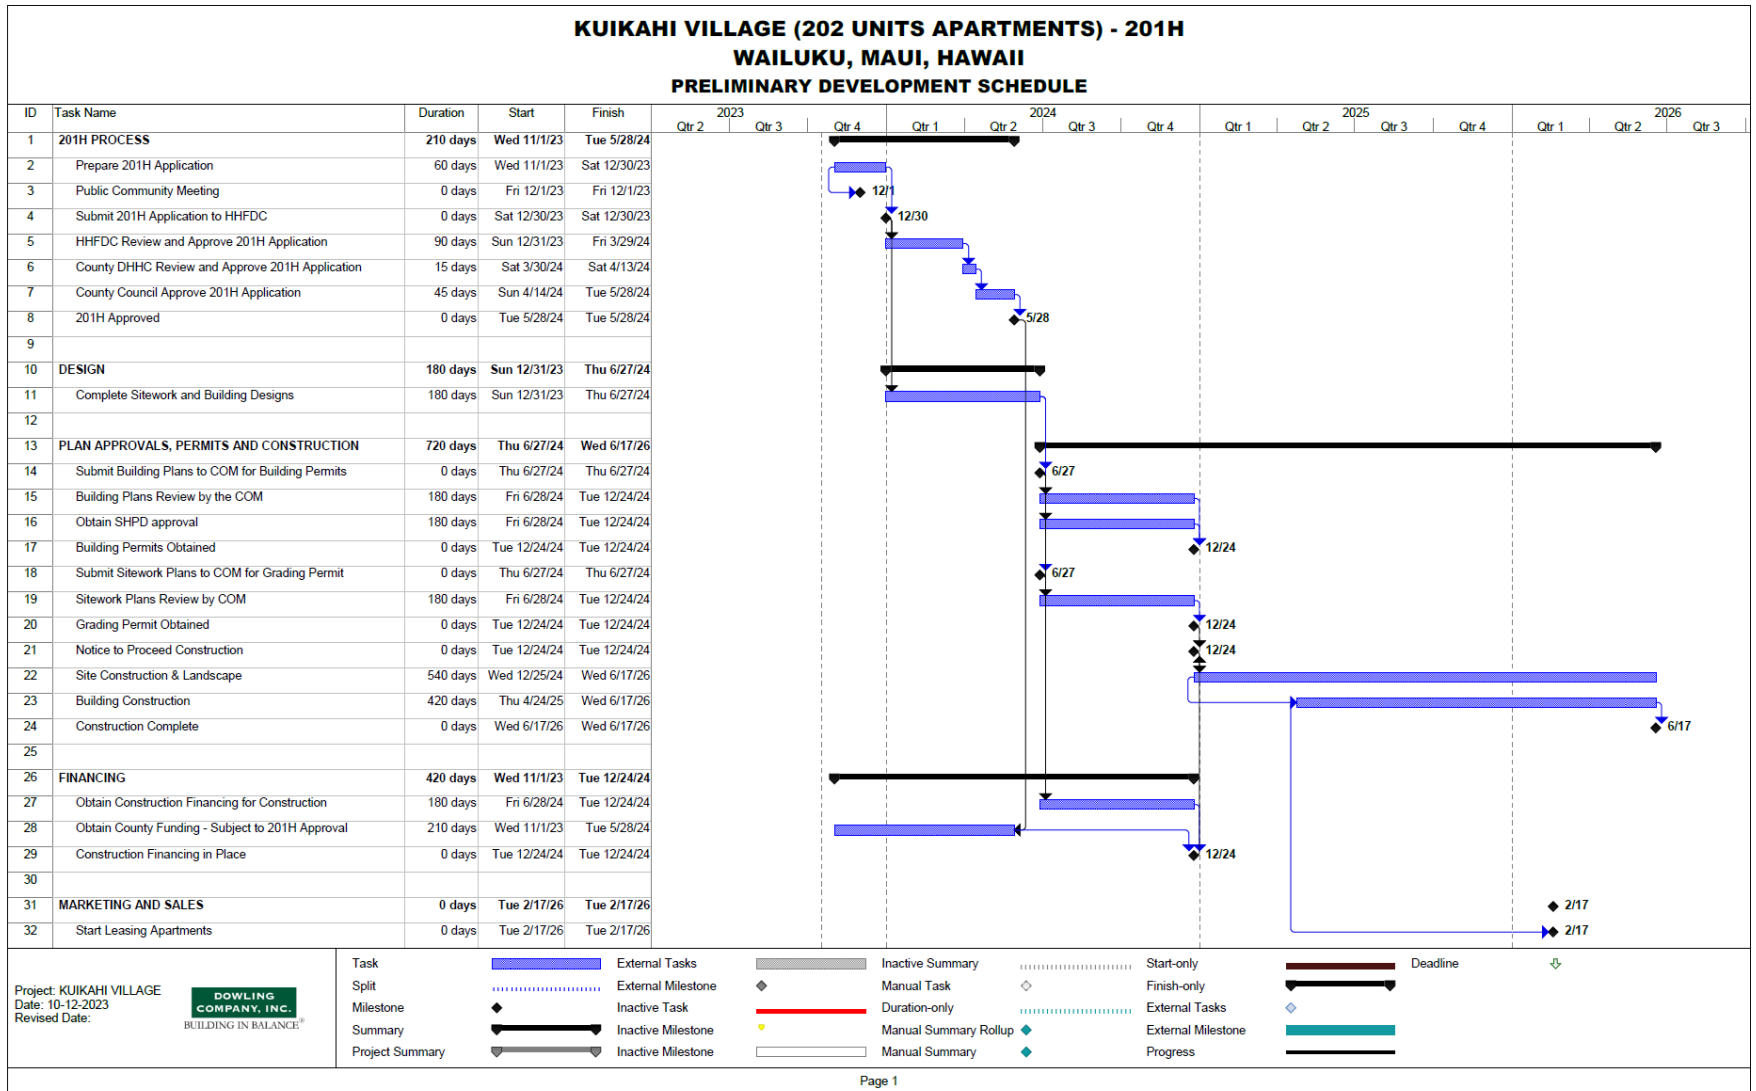 KUIKAHI VILLAGE (202 UNITS APARTMENTS) - 201H
WAILUKU, MAUI, HAWAII
PRELIMINARY DEVELOPMENT SCHEDULE
ID Task Name Duration Start Finish 2023 2024 2025 2026
Qtr 2 Qtr 3 Qtr 4 Qtr 1 Qtr 2 Qtr 3 Qtr 4 Qtr 1 Qtr 2 Qtr 3 Qtr 4 Qtr 1 Qtr 2 Qtr 3
1 201H PROCESS 210 days Wed 11/1/23 Tue 5/28/24
2 Prepare 201H Application 60 days Wed 11/1/23 Sat 12/30/23
3 Public Community Meeting 0 days Fri 12/1/23 Fri 12/1/23 12/1
4 Submit 201H Application to HHFDC 0 days Sat 12/30/23 Sat 12/30/23 12/30
5 HHFDC Review and Approve 201H Application 90 days Sun 12/31/23 Fri 3/29/24
6 County DHHC Review and Approve 201H Application 15 days Sat 3/30/24 Sat 4/13/24
7 County Council Approve 201H Application 45 days Sun 4/14/24 Tue 5/28/24
8 201H Approved 0 days Tue 5/28/24 Tue 5/28/24 5/28
9
10 DESIGN 180 days Sun 12/31/23 Thu 6/27/24
11 Complete Sitework and Building Designs 180 days Sun 12/31/23 Thu 6/27/24
12
13 PLAN APPROVALS, PERMITS AND CONSTRUCTION 720 days Thu 6/27/24 Wed 6/17/26
14 Submit Building Plans to COM for Building Permits 0 days Thu 6/27/24 Thu 6/27/24 6/27
15 Building Plans Review by the COM 180 days Fri 6/28/24 Tue 12/24/24
16 Obtain SHPD approval 180 days Fri 6/28/24 Tue 12/24/24
17 Building Permits Obtained 0 days Tue 12/24/24 Tue 12/24/24 12/24
18 Submit Sitework Plans to COM for Grading Permit 0 days Thu 6/27/24 Thu 6/27/24 6/27
19 Sitework Plans Review by COM 180 days Fri 6/28/24 Tue 12/24/24
20 Grading Permit Obtained 0 days Tue 12/24/24 Tue 12/24/24 12/24
21 Notice to Proceed Construction 0 days Tue 12/24/24 Tue 12/24/24 12/24
22 Site Construction & Landscape 540 days Wed 12/25/24 Wed 6/17/26
23 Building Construction 420 days Thu 4/24/25 Wed 6/17/26
24 Construction Complete 0 days Wed 6/17/26 Wed 6/17/26 6/17
25
26 FINANCING 420 days Wed 11/1/23 Tue 12/24/24
27 Obtain Construction Financing for Construction 180 days Fri 6/28/24 Tue 12/24/24
28 Obtain County Funding - Subject to 201H Approval 210 days Wed 11/1/23 Tue 5/28/24
29 Construction Financing in Place 0 days Tue 12/24/24 Tue 12/24/24 12/24
30
31 MARKETING AND SALES 0 days Tue 2/17/26 Tue 2/17/26 2/17
32 Start Leasing Apartments 0 days Tue 2/17/26 Tue 2/17/26 2/17
Project: KUIKAHI VILLAGE
Date: 10-12-2023
Revised Date:
DOWLING
COMPANY, INC.
BUILDING IN BALANCE®
Task External Tasks Inactive Summary Start-only Deadline
Split External Milestone Manual Task Finish-only
Milestone Inactive Task Duration-only External Tasks
Summary Inactive Milestone Manual Summary Rollup External Milestone
Project Summary Inactive Milestone Manual Summary Progress
Page 1